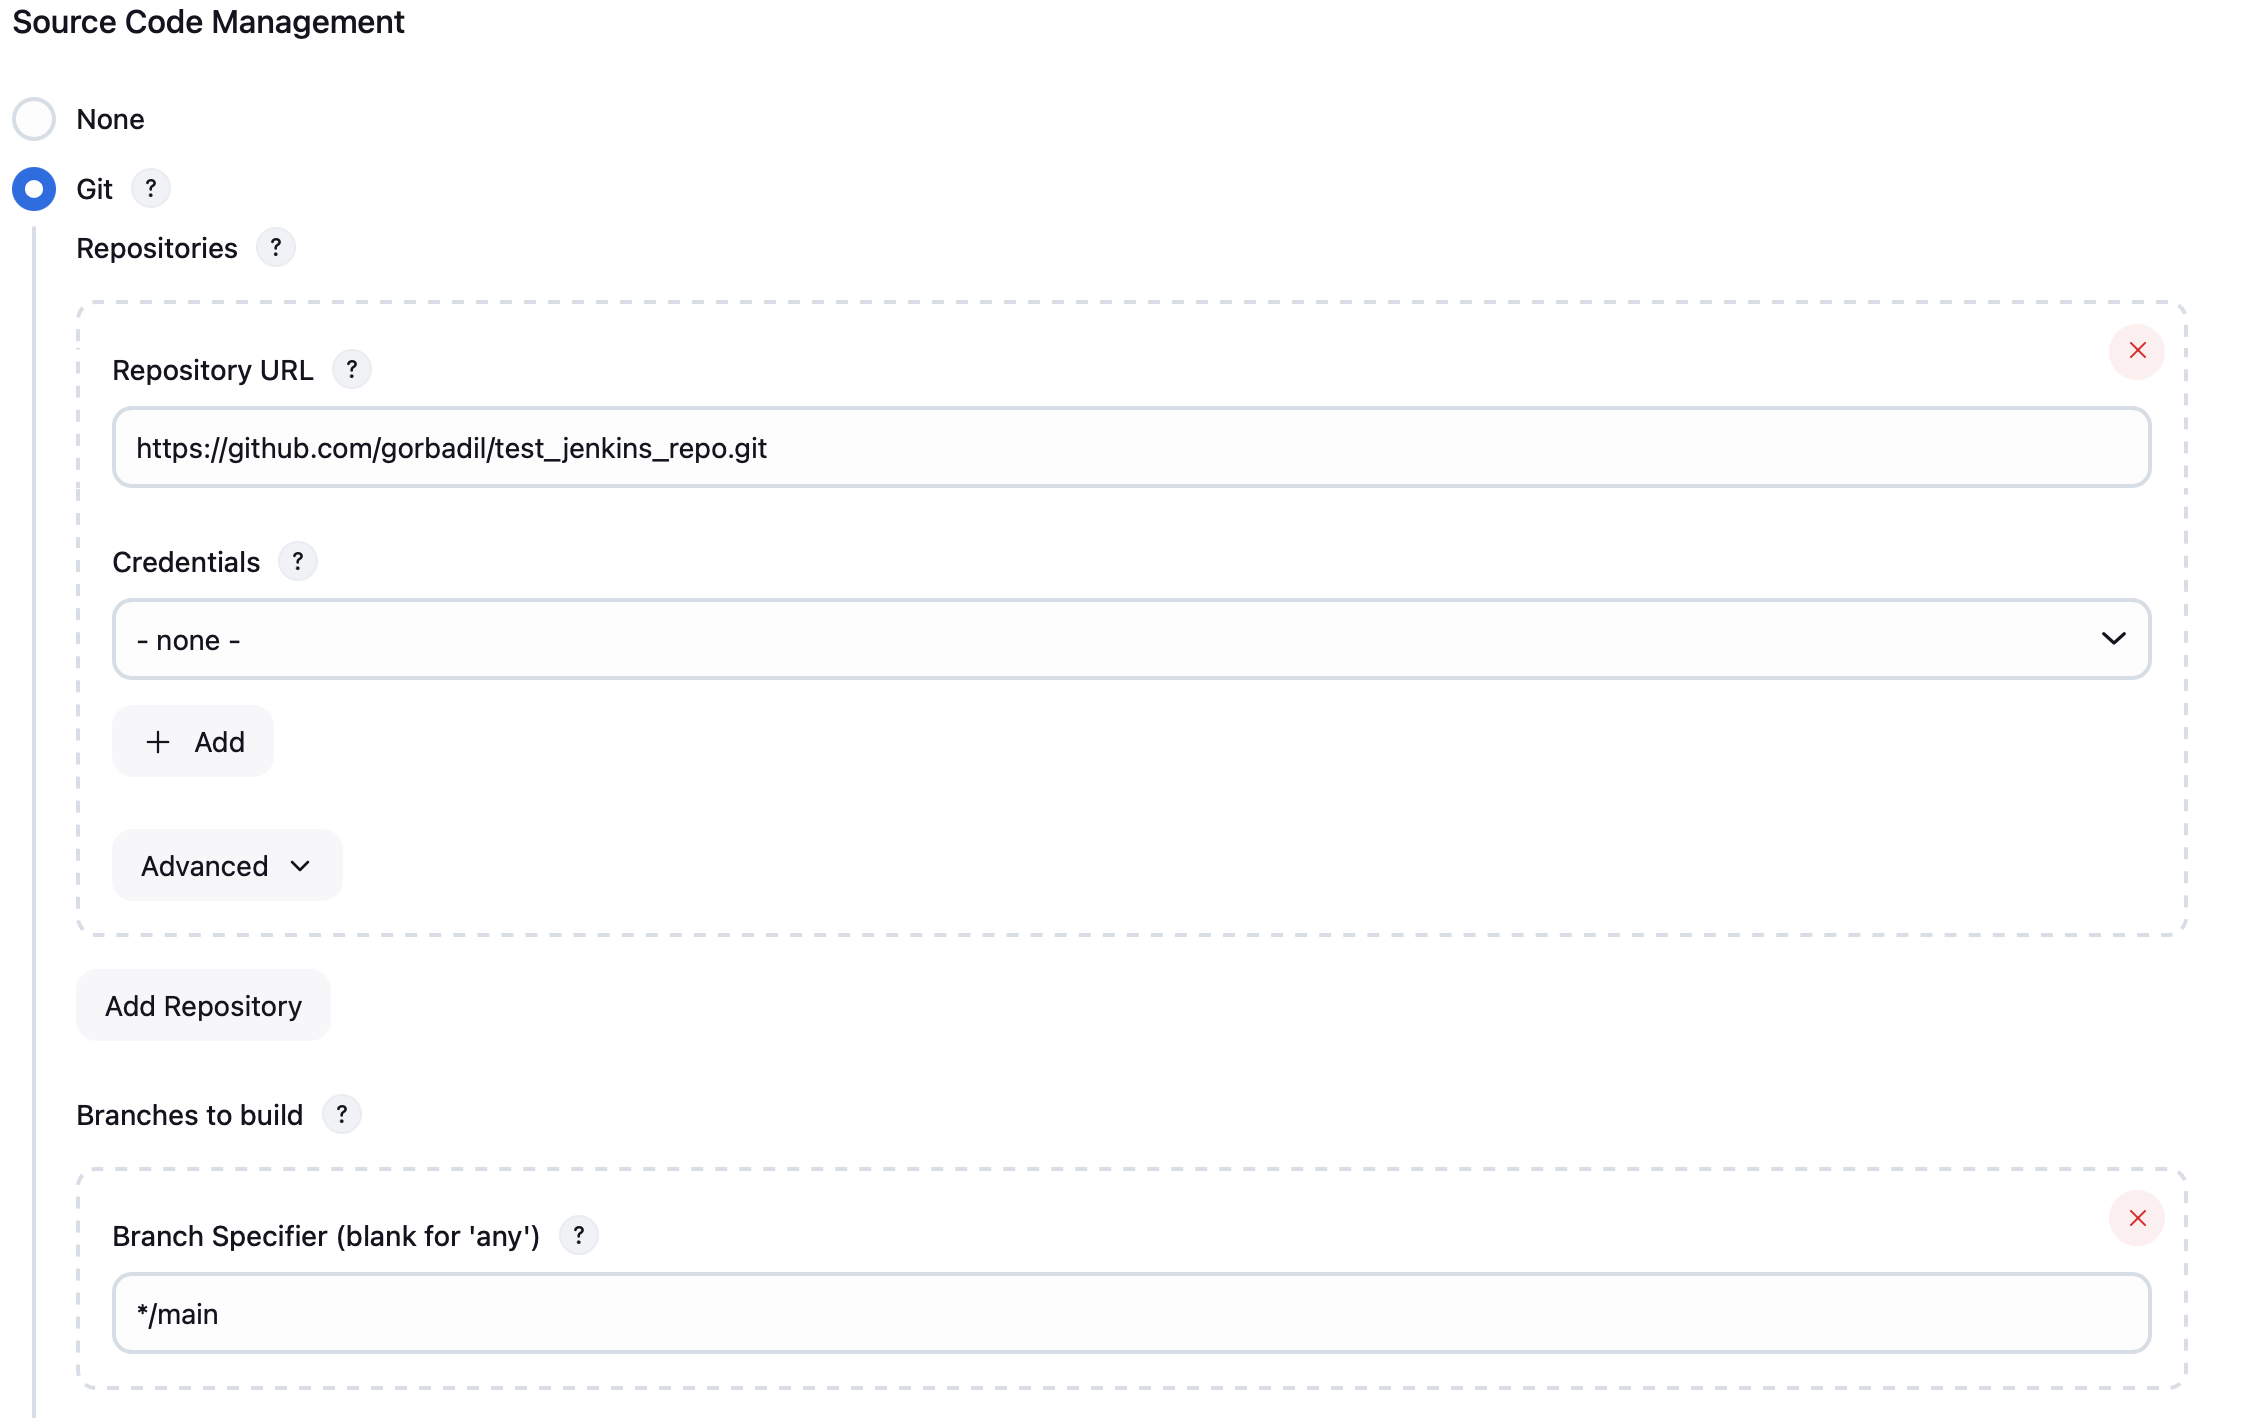 Source Code Management
None
Git ?
Repositories ?
Repository URL ?
https://github.com/gorbadil/test_jenkins_repo.git
Credentials ?
- none -
+ Add
Advanced
Add Repository
Branches to build ?
Branch Specifier (blank for 'any') ?
*/main